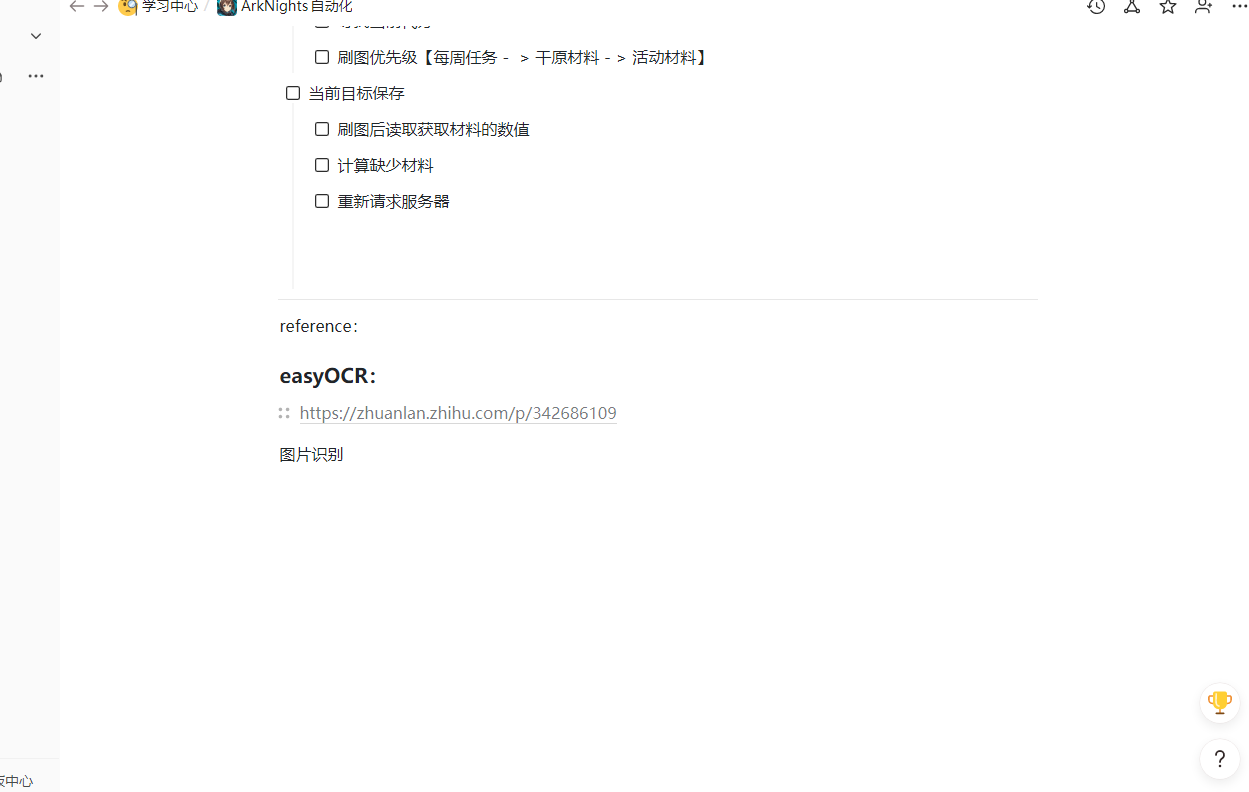 学习中心 / ArkNights 自动化
刷图优先级【每周任务 - > 干原材料 - > 活动材料】
当前目标保存
刷图后读取获取材料的数值
计算缺少材料
重新请求服务器
reference：
easyOCR：
https://zhuanlan.zhihu.com/p/342686109
图片识别
?
中心